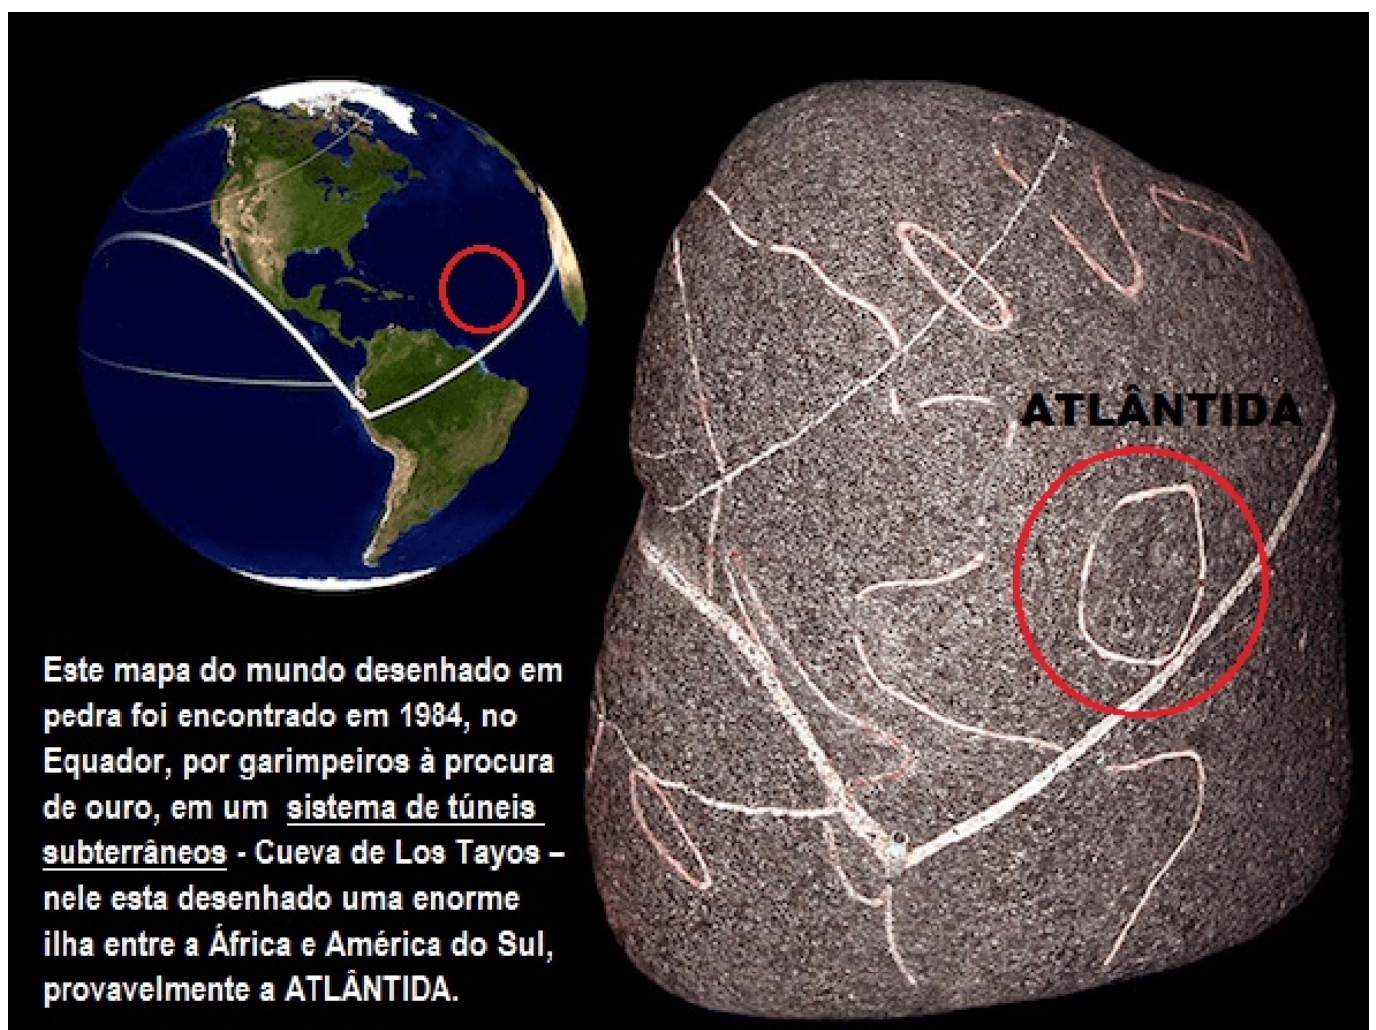 ATLÂNTIDA
Este mapa do mundo desenhado em
pedra foi encontrado em 1984, no
Equador, por garimpeiros à procura
de ouro, em um sistema de túneis
subterrâneos - Cueva de Los Tayos –
nele esta desenhado uma enorme
ilha entre a África e América do Sul,
provavelmente a ATLÂNTIDA.